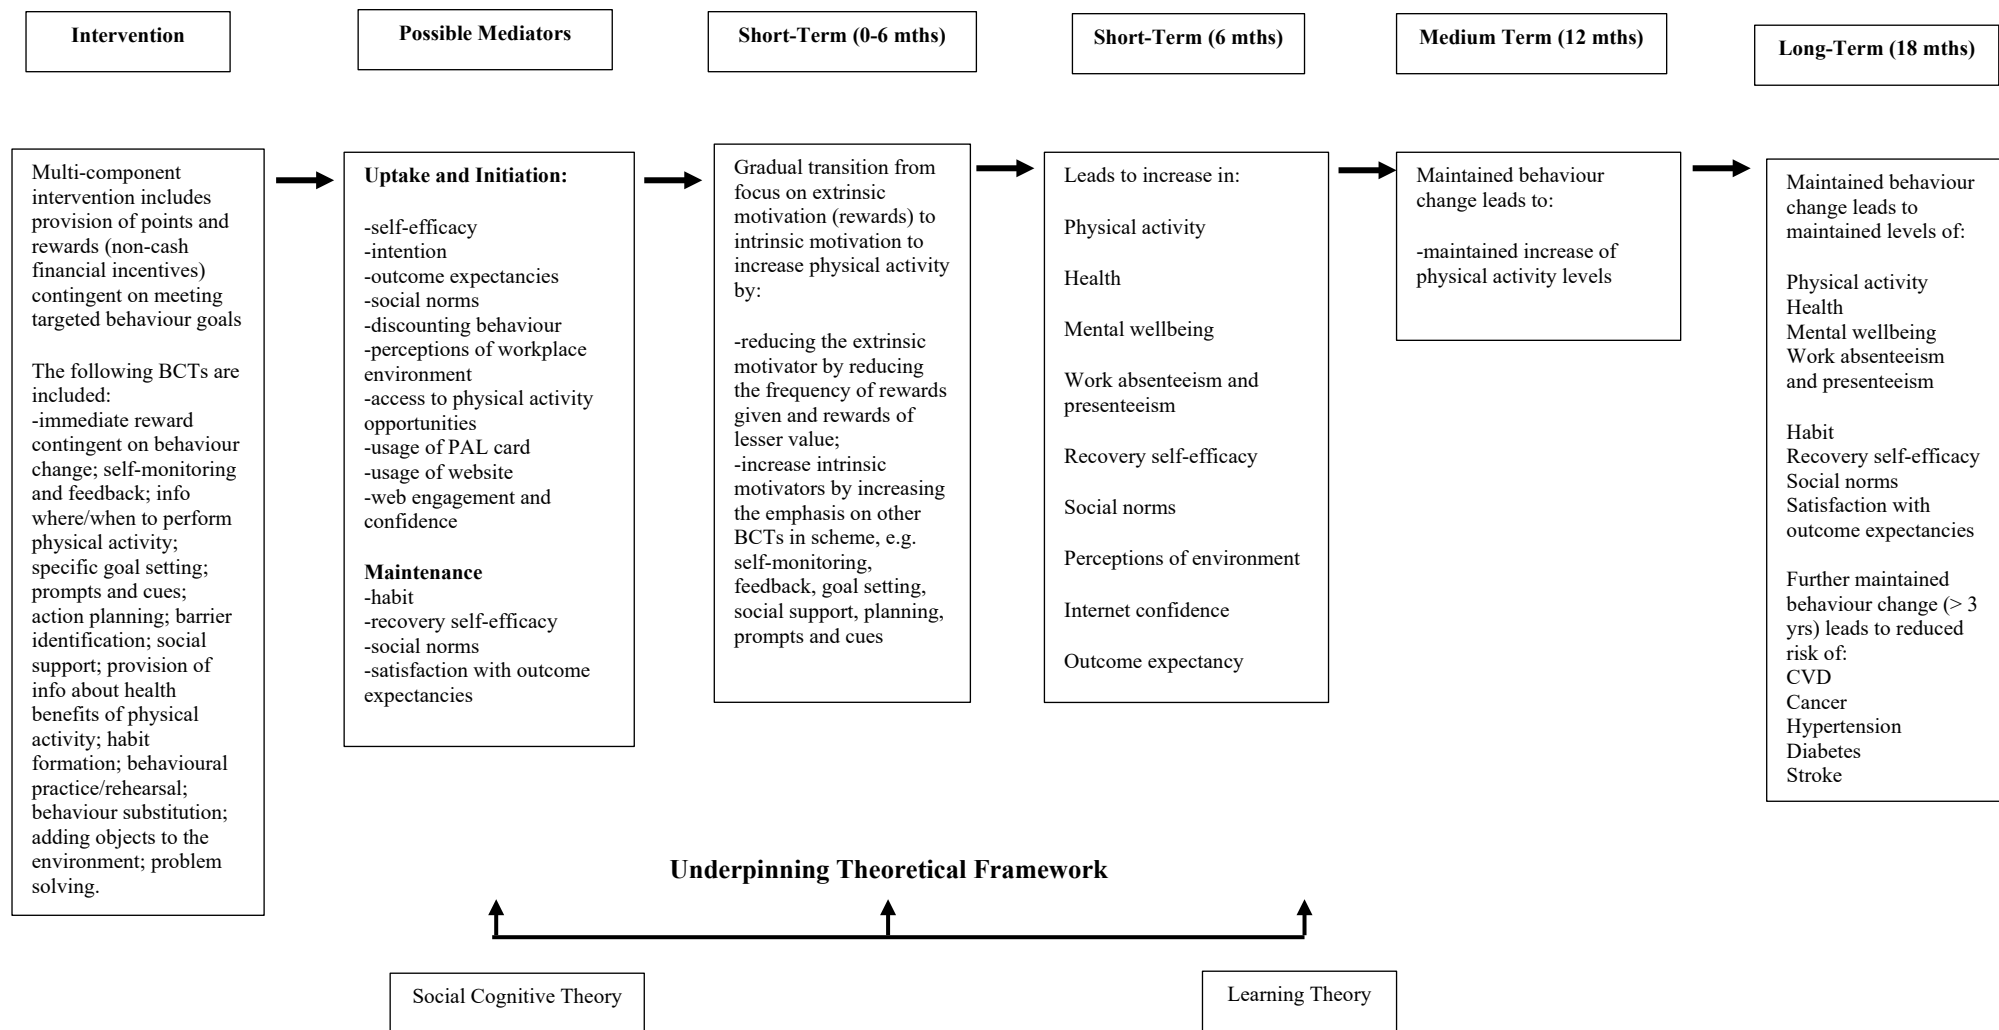 Intervention
Possible Mediators
Short-Term (0-6 mths)
Short-Term (6 mths)
Medium Term (12 mths)
Long-Term (18 mths)
Multi-component
intervention includes
provision of points and
rewards (non-cash
financial incentives)
contingent on meeting
targeted behaviour goals
The following BCTs are
included:
-immediate reward
contingent on behaviour
change; self-monitoring
and feedback; info
where/when to perform
physical activity;
specific goal setting;
prompts and cues;
action planning; barrier
identification; social
support; provision of
info about health
benefits of physical
activity; habit
formation; behavioural
practice/rehearsal;
behaviour substitution;
adding objects to the
environment; problem
solving.
Uptake and Initiation:
-self-efficacy
-intention
-outcome expectancies
-social norms
-discounting behaviour
-perceptions of workplace
environment
-access to physical activity
opportunities
-usage of PAL card
-usage of website
-web engagement and
confidence
Maintenance
-habit
-recovery self-efficacy
-social norms
-satisfaction with outcome
expectancies
Gradual transition from
focus on extrinsic
motivation (rewards) to
intrinsic motivation to
increase physical activity
by:
-reducing the extrinsic
motivator by reducing
the frequency of rewards
given and rewards of
lesser value;
-increase intrinsic
motivators by increasing
the emphasis on other
BCTs in scheme, e.g.
self-monitoring,
feedback, goal setting,
social support, planning,
prompts and cues
Leads to increase in:
Physical activity
Health
Mental wellbeing
Work absenteeism and
presenteeism
Recovery self-efficacy
Social norms
Perceptions of environment
Internet confidence
Outcome expectancy
Maintained behaviour
change leads to:
-maintained increase of
physical activity levels
Maintained behaviour
change leads to
maintained levels of:
Physical activity
Health
Mental wellbeing
Work absenteeism
and presenteeism
Habit
Recovery self-efficacy
Social norms
Satisfaction with
outcome expectancies
Further maintained
behaviour change (> 3
yrs) leads to reduced
risk of:
CVD
Cancer
Hypertension
Diabetes
Stroke
Underpinning Theoretical Framework
Social Cognitive Theory
Learning Theory